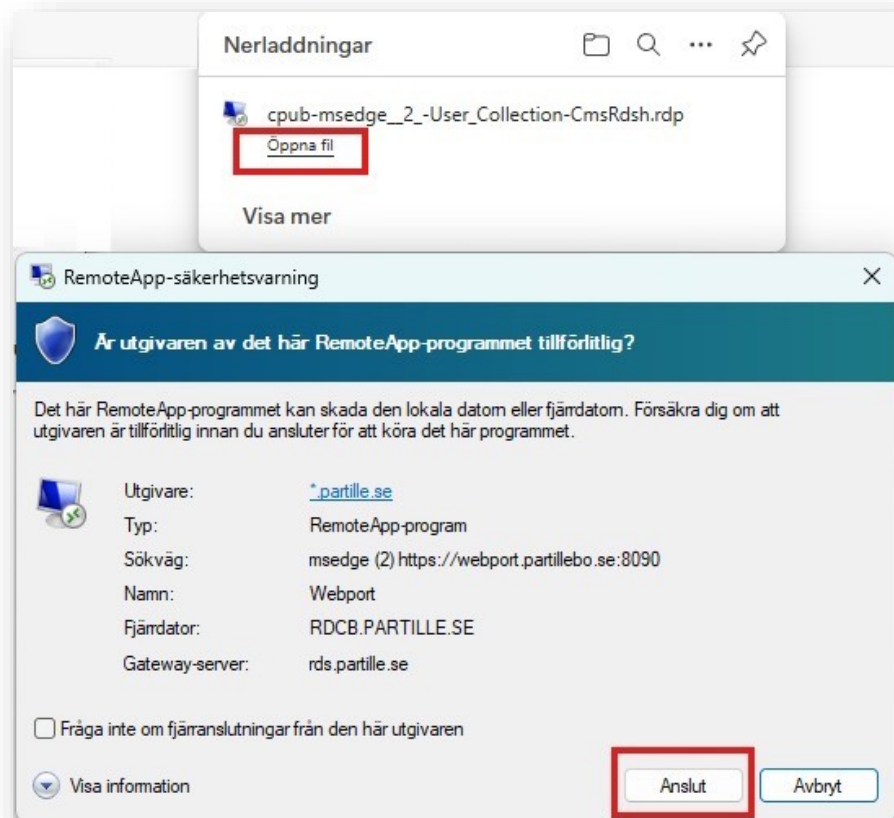 Nerladdningar
cpub-msedge__2_-User_Collection-CmsRdsh.rdp
Öppna fil
Visa mer
RemoteApp-säkerhetsvarning
Är utgivaren av det här RemoteApp-programmet tillförlitlig?
Det här RemoteApp-programmet kan skada den lokala datorn eller fjärrdatorn. Försäkra dig om att
utgivaren är tillförlitlig innan du ansluter för att köra det här programmet.
Utgivare: *.partille.se
Typ: RemoteApp-program
Sökväg: msedge (2) https://webport.partillebo.se:8090
Namn: Webport
Fjärrdator: RDCB.PARTILLE.SE
Gateway-server: rds.partille.se
Fråga inte om fjärranslutningar från den här utgivaren
Visa information
Anslut
Avbryt